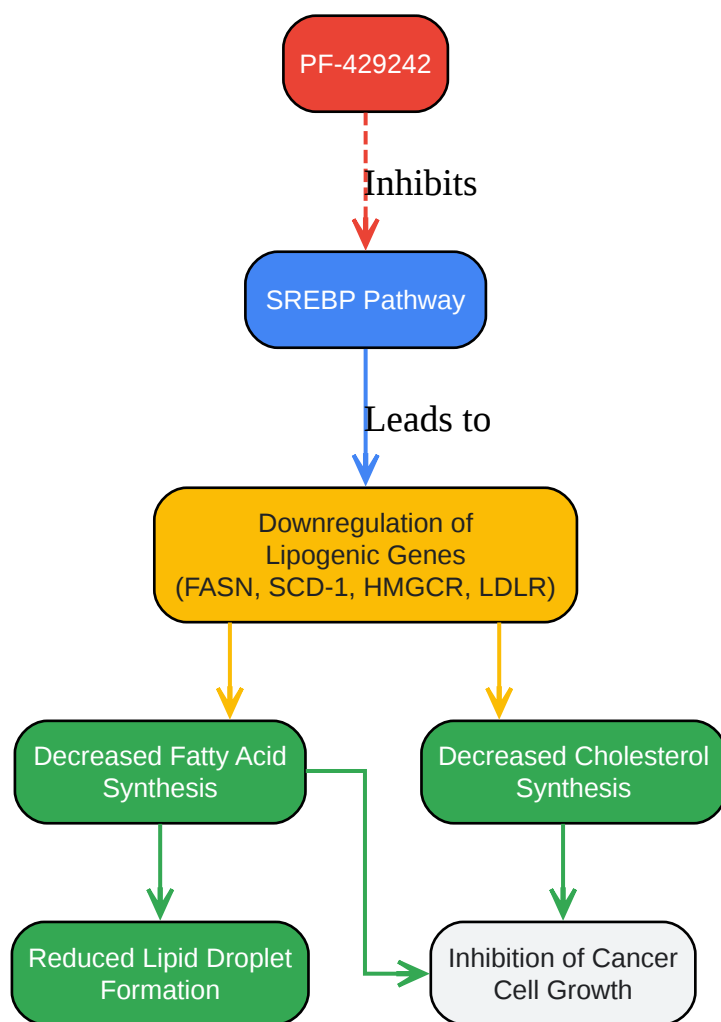 PF-429242
Inhibits
SREBP Pathway
Leads to
Downregulation of
Lipogenic Genes
(FASN, SCD-1, HMGCR, LDLR)
Decreased Fatty Acid
Synthesis
Decreased Cholesterol
Synthesis
Reduced Lipid Droplet
Formation
Inhibition of Cancer
Cell Growth